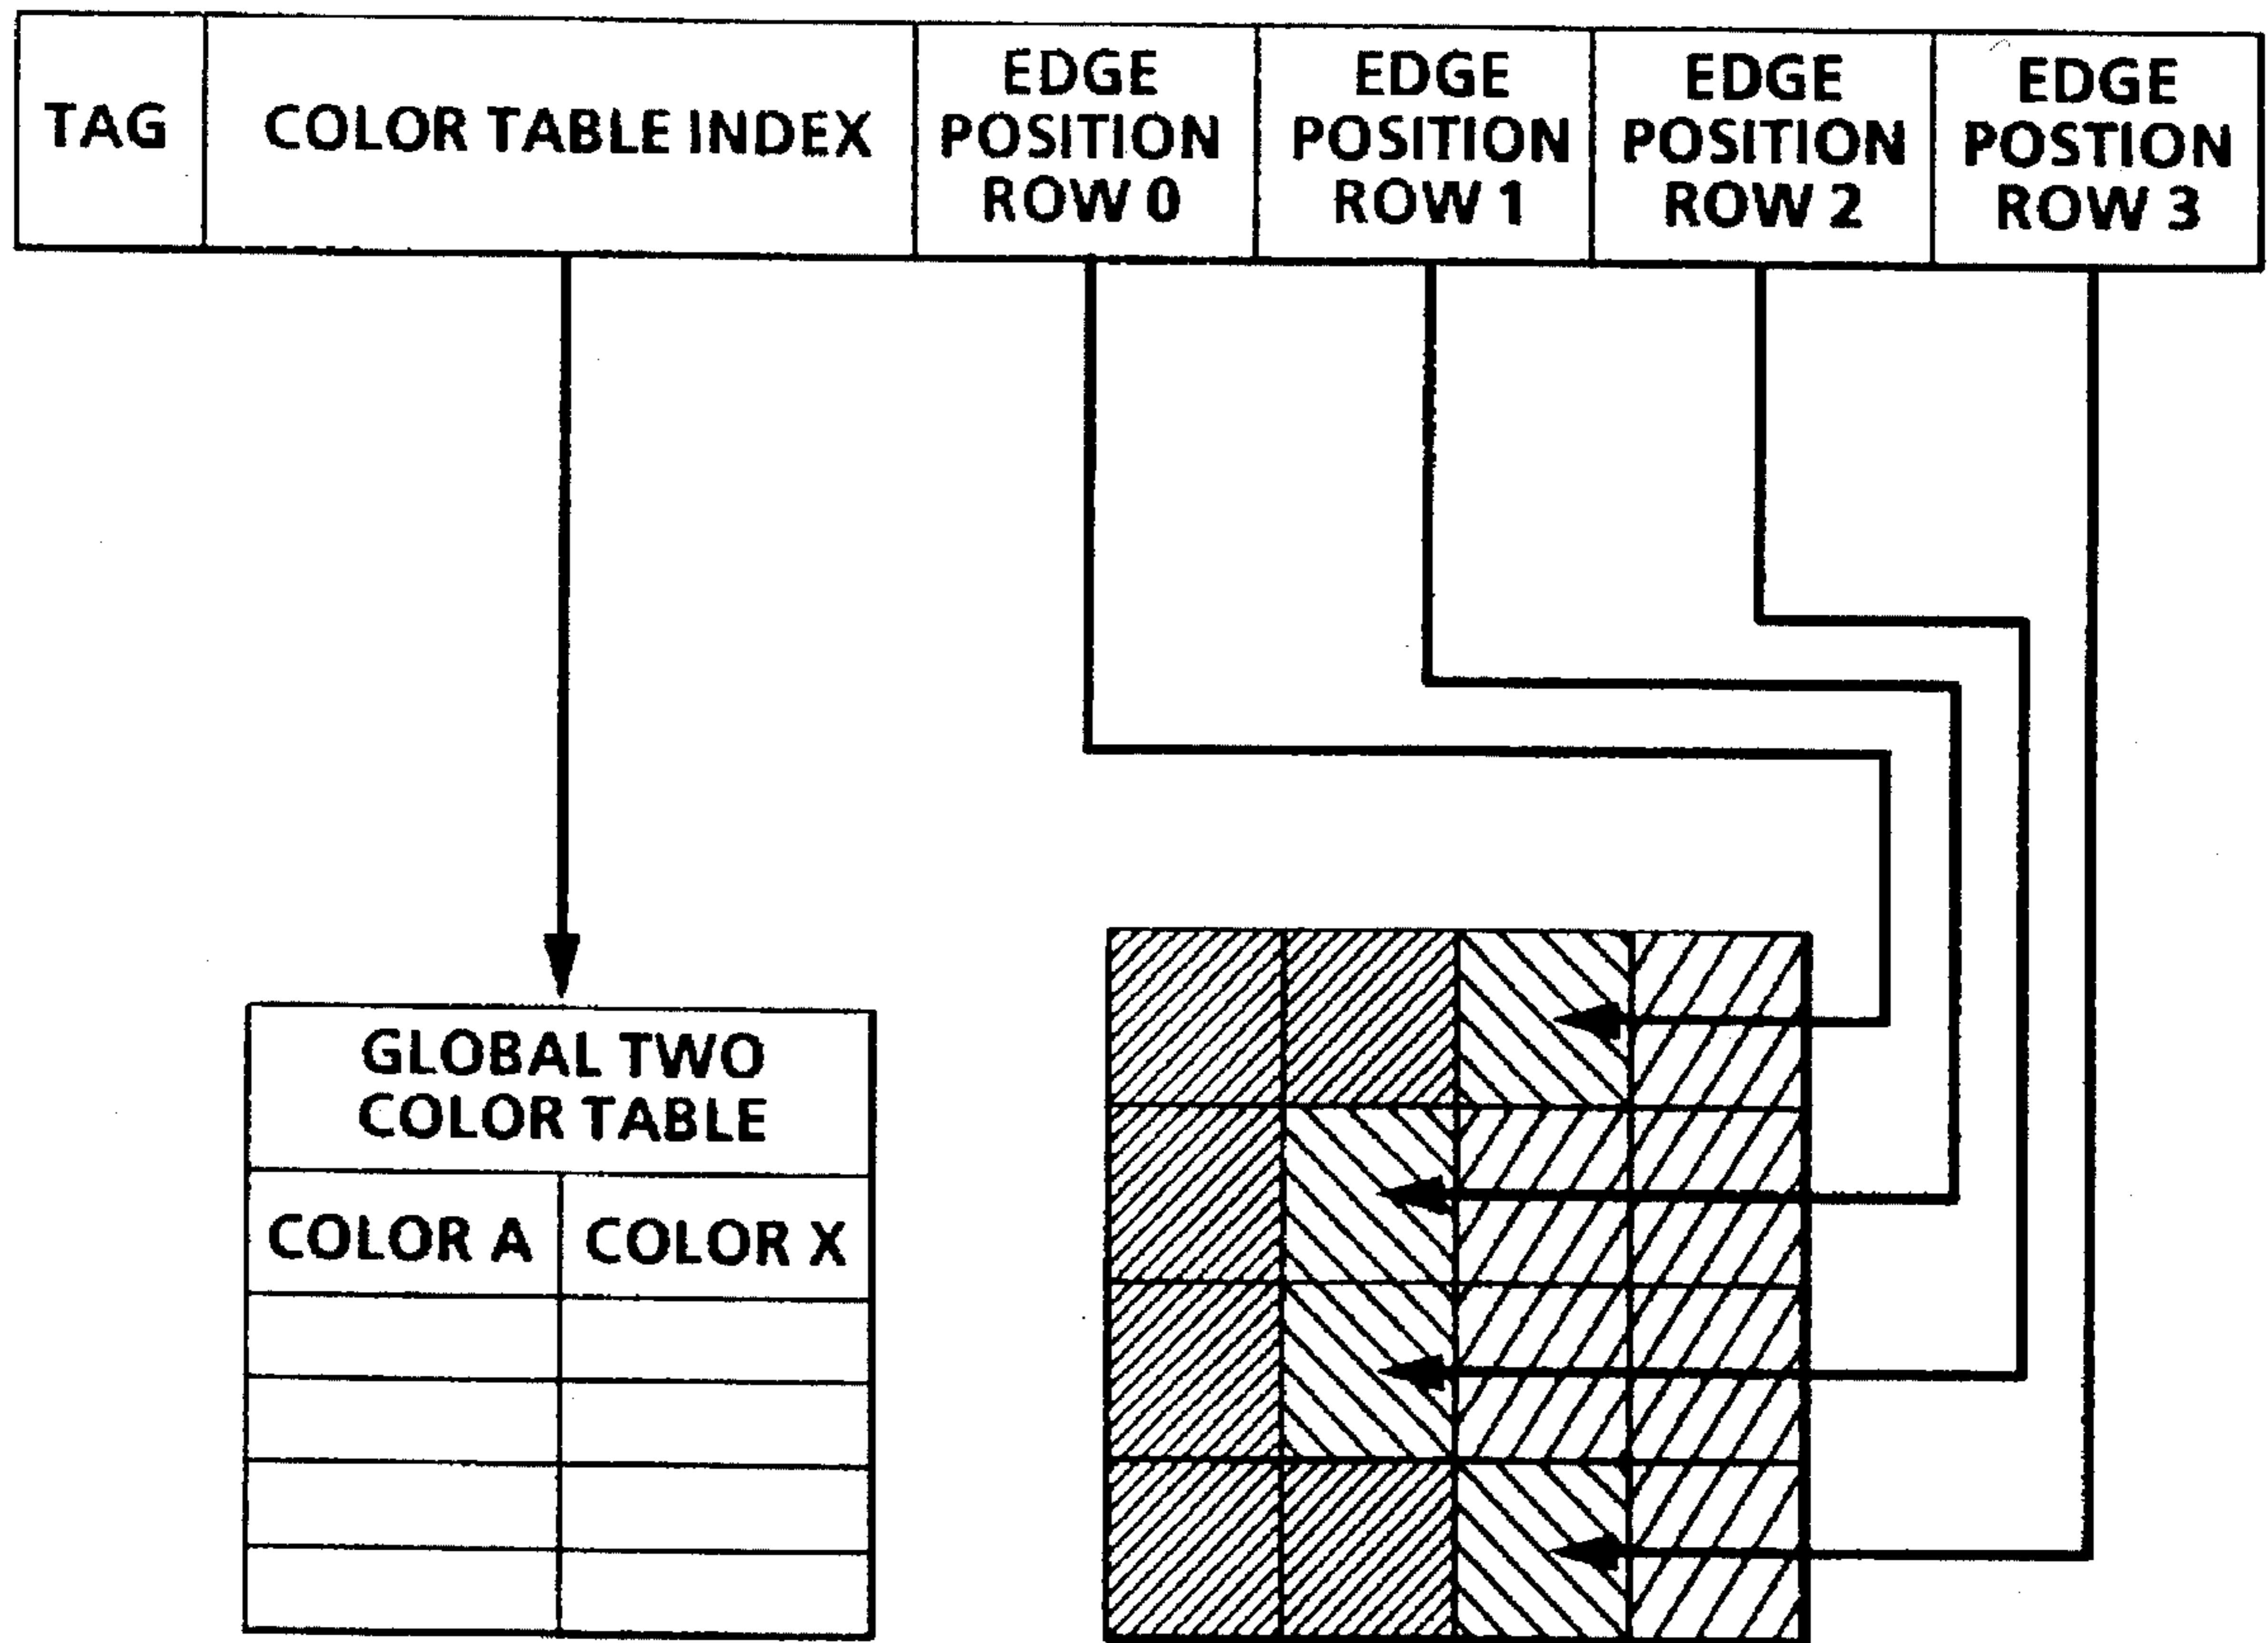 TAG
COLOR TABLE INDEX
EDGE
POSITION
ROW 0
EDGE
POSITION
ROW 1
EDGE
POSITION
ROW 2
EDGE
POSTION
ROW 3
GLOBAL TWO
COLOR TABLE
COLOR A
COLOR X